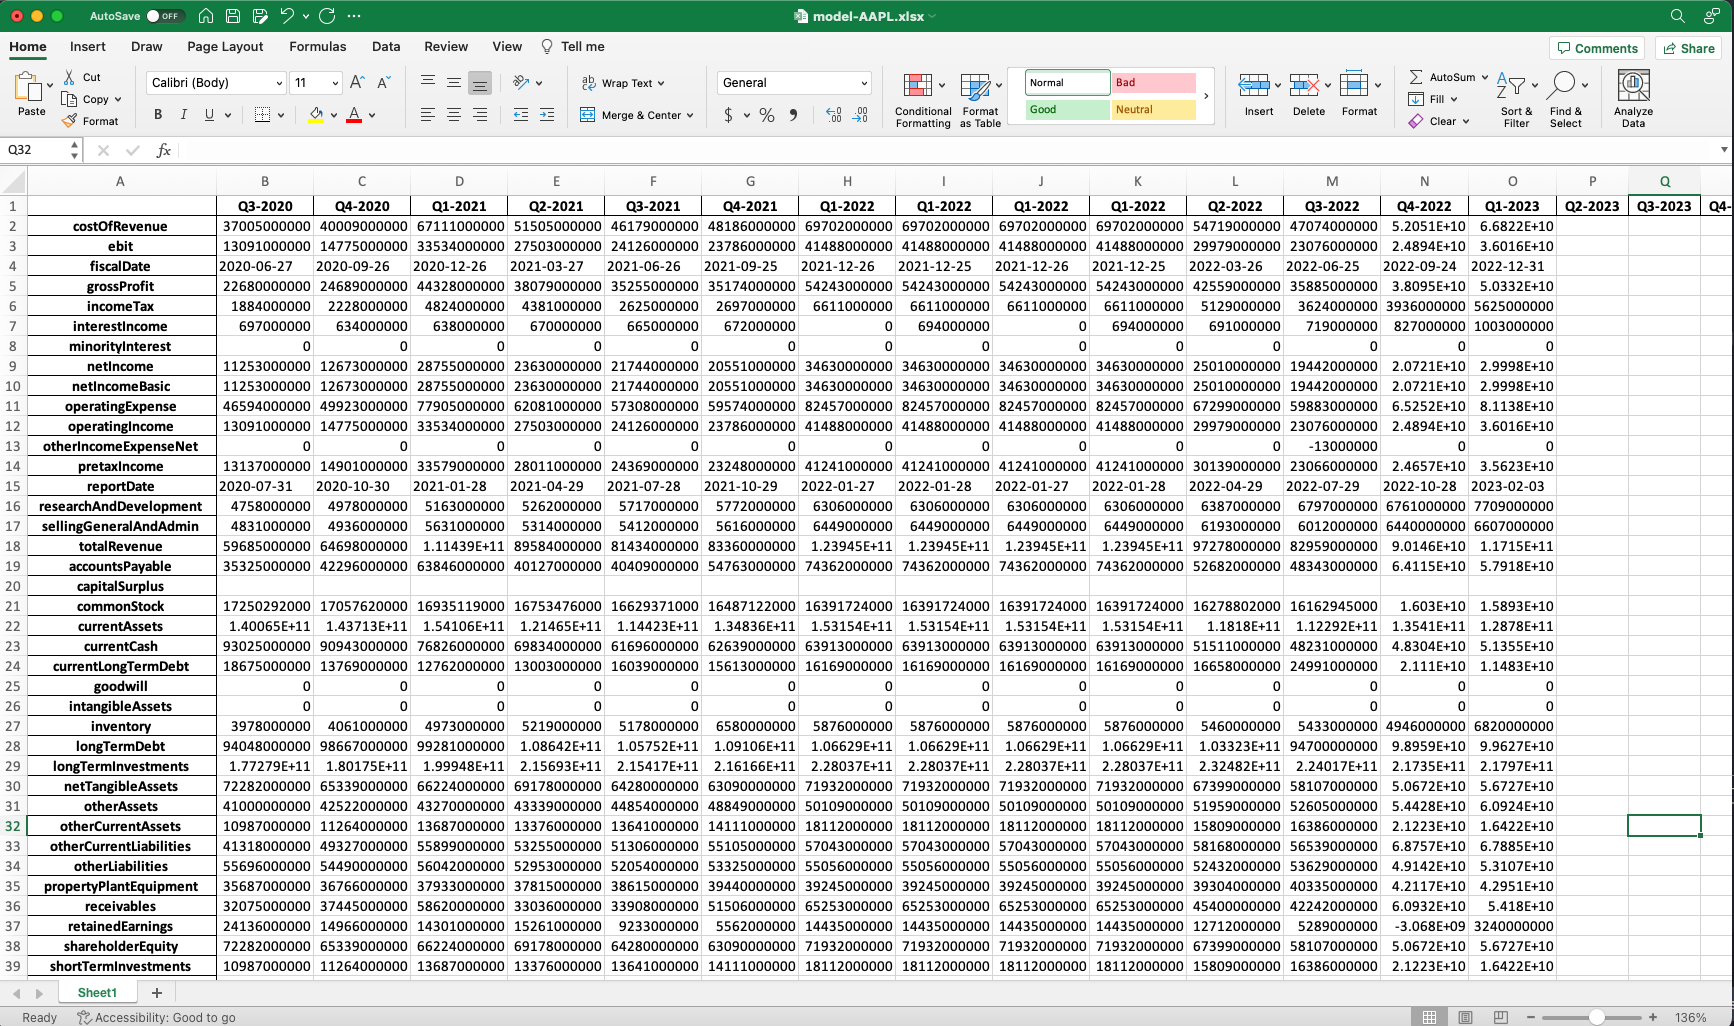 AutoSave OFF model-AAPL.xlsx
Home Insert Draw Page Layout Formulas Data Review View Tell me Comments Share
Paste Cut Copy Format Calibri (Body) 11 Wrap Text Merge & Center General Conditional Formatting Format as Table Normal Bad Good Neutral Insert Delete Format AutoSum Fill Clear Sort & Filter Find & Select Analyze Data
Q32 fx
A B C D E F G H I J K L M N O P Q
1 Q3-2020 Q4-2020 Q1-2021 Q2-2021 Q3-2021 Q4-2021 Q1-2022 Q1-2022 Q1-2022 Q1-2022 Q2-2022 Q3-2022 Q4-2022 Q1-2023 Q2-2023 Q3-2023 Q4-
2 costOfRevenue 37005000000 40009000000 67111000000 51505000000 46179000000 48186000000 69702000000 69702000000 69702000000 69702000000 54719000000 47074000000 5.2051E+10 6.6822E+10
3 ebit 13091000000 14775000000 33534000000 27503000000 24126000000 23786000000 41488000000 41488000000 41488000000 41488000000 29979000000 23076000000 2.4894E+10 3.6016E+10
4 fiscalDate 2020-06-27 2020-09-26 2020-12-26 2021-03-27 2021-06-26 2021-09-25 2021-12-26 2021-12-25 2021-12-26 2021-12-25 2022-03-26 2022-06-25 2022-09-24 2022-12-31
5 grossProfit 22680000000 24689000000 44328000000 38079000000 35255000000 35174000000 54243000000 54243000000 54243000000 54243000000 42559000000 35885000000 3.8095E+10 5.0332E+10
6 incomeTax 1884000000 2228000000 4824000000 4381000000 2625000000 2697000000 6611000000 6611000000 6611000000 6611000000 5129000000 3624000000 3936000000 5625000000
7 interestIncome 697000000 634000000 638000000 670000000 665000000 672000000 0 694000000 0 694000000 691000000 719000000 827000000 1003000000
8 minorityInterest 0 0 0 0 0 0 0 0 0 0 0 0 0 0
9 netIncome 11253000000 12673000000 28755000000 23630000000 21744000000 20551000000 34630000000 34630000000 34630000000 34630000000 25010000000 19442000000 2.0721E+10 2.9998E+10
10 netIncomeBasic 11253000000 12673000000 28755000000 23630000000 21744000000 20551000000 34630000000 34630000000 34630000000 34630000000 25010000000 19442000000 2.0721E+10 2.9998E+10
11 operatingExpense 46594000000 49923000000 77905000000 62081000000 57308000000 59574000000 82457000000 82457000000 82457000000 82457000000 67299000000 59883000000 6.5252E+10 8.1138E+10
12 operatingIncome 13091000000 14775000000 33534000000 27503000000 24126000000 23786000000 41488000000 41488000000 41488000000 41488000000 29979000000 23076000000 2.4894E+10 3.6016E+10
13 otherIncomeExpenseNet 0 0 0 0 0 0 0 0 0 0 0 -13000000 0 0
14 pretaxIncome 13137000000 14901000000 33579000000 28011000000 24369000000 23248000000 41241000000 41241000000 41241000000 41241000000 30139000000 23066000000 2.4657E+10 3.5623E+10
15 reportDate 2020-07-31 2020-10-30 2021-01-28 2021-04-29 2021-07-28 2021-10-29 2022-01-27 2022-01-28 2022-01-27 2022-01-28 2022-04-29 2022-07-29 2022-10-28 2023-02-03
16 researchAndDevelopment 4758000000 4978000000 5163000000 5262000000 5717000000 5772000000 6306000000 6306000000 6306000000 6306000000 6387000000 6797000000 6761000000 7709000000
17 sellingGeneralAndAdmin 4831000000 4936000000 5631000000 5314000000 5412000000 5616000000 6449000000 6449000000 6449000000 6449000000 6193000000 6012000000 6440000000 6607000000
18 totalRevenue 59685000000 64698000000 1.11439E+11 89584000000 81434000000 83360000000 1.23945E+11 1.23945E+11 1.23945E+11 1.23945E+11 97278000000 82959000000 9.0146E+10 1.1715E+11
19 accountsPayable 35325000000 42296000000 63846000000 40127000000 40409000000 54763000000 74362000000 74362000000 74362000000 74362000000 52682000000 48343000000 6.4115E+10 5.7918E+10
20 capitalSurplus
21 commonStock 17250292000 17057620000 16935119000 16753476000 16629371000 16487122000 16391724000 16391724000 16391724000 16391724000 16278802000 16162945000 1.603E+10 1.5893E+10
22 currentAssets 1.40065E+11 1.43713E+11 1.54106E+11 1.21465E+11 1.14423E+11 1.34836E+11 1.53154E+11 1.53154E+11 1.53154E+11 1.53154E+11 1.1818E+11 1.12292E+11 1.3541E+11 1.2878E+11
23 currentCash 93025000000 90943000000 76826000000 69834000000 61696000000 62639000000 63913000000 63913000000 63913000000 63913000000 51511000000 48231000000 4.8304E+10 5.1355E+10
24 currentLongTermDebt 18675000000 13769000000 12762000000 13003000000 16039000000 15613000000 16169000000 16169000000 16169000000 16169000000 16658000000 24991000000 2.111E+10 1.1483E+10
25 goodwill 0 0 0 0 0 0 0 0 0 0 0 0 0 0
26 intangibleAssets 0 0 0 0 0 0 0 0 0 0 0 0 0 0
27 inventory 3978000000 4061000000 4973000000 5219000000 5178000000 6580000000 5876000000 5876000000 5876000000 5876000000 5460000000 5433000000 4946000000 6820000000
28 longTermDebt 94048000000 98667000000 99281000000 1.08642E+11 1.05752E+11 1.09106E+11 1.06629E+11 1.06629E+11 1.06629E+11 1.06629E+11 1.03323E+11 94700000000 9.8959E+10 9.9627E+10
29 longTermInvestments 1.77279E+11 1.80175E+11 1.99948E+11 2.15693E+11 2.15417E+11 2.16166E+11 2.28037E+11 2.28037E+11 2.28037E+11 2.28037E+11 2.32482E+11 2.24017E+11 2.1735E+11 2.1797E+11
30 netTangibleAssets 72282000000 65339000000 66224000000 69178000000 64280000000 63090000000 71932000000 71932000000 71932000000 71932000000 67399000000 58107000000 5.0672E+10 5.6727E+10
31 otherAssets 41000000000 42522000000 43270000000 43339000000 44854000000 48849000000 50109000000 50109000000 50109000000 50109000000 51959000000 52605000000 5.4428E+10 6.0924E+10
32 otherCurrentAssets 10987000000 11264000000 13687000000 13376000000 13641000000 14111000000 18112000000 18112000000 18112000000 18112000000 15809000000 16386000000 2.1223E+10 1.6422E+10
33 otherCurrentLiabilities 41318000000 49327000000 55899000000 53255000000 51306000000 55105000000 57043000000 57043000000 57043000000 57043000000 58168000000 56539000000 6.8757E+10 6.7885E+10
34 otherLiabilities 55696000000 54490000000 56042000000 52953000000 52054000000 53325000000 55056000000 55056000000 55056000000 55056000000 52432000000 53629000000 4.9142E+10 5.3107E+10
35 propertyPlantEquipment 35687000000 36766000000 37933000000 37815000000 38615000000 39440000000 39245000000 39245000000 39245000000 39245000000 39304000000 40335000000 4.2117E+10 4.2951E+10
36 receivables 32075000000 37445000000 58620000000 33036000000 33908000000 51506000000 65253000000 65253000000 65253000000 65253000000 45400000000 42242000000 6.0932E+10 5.418E+10
37 retainedEarnings 24136000000 14966000000 14301000000 15261000000 9233000000 5562000000 14435000000 14435000000 14435000000 14435000000 12712000000 5289000000 -3.068E+09 3240000000
38 shareholderEquity 72282000000 65339000000 66224000000 69178000000 64280000000 63090000000 71932000000 71932000000 71932000000 71932000000 67399000000 58107000000 5.0672E+10 5.6727E+10
39 shortTermInvestments 10987000000 11264000000 13687000000 13376000000 13641000000 14111000000 18112000000 18112000000 18112000000 18112000000 15809000000 16386000000 2.1223E+10 1.6422E+10
Sheet1
Ready Accessibility: Good to go 136%